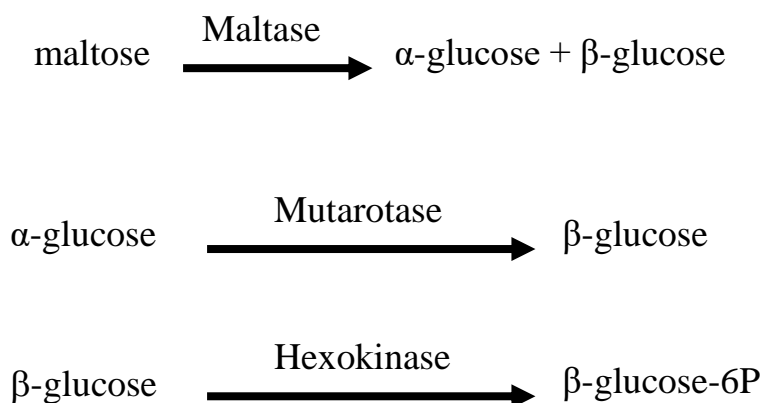 Maltase
maltose α-glucose + β-glucose
Mutarotase
α-glucose β-glucose
Hexokinase
β-glucose β-glucose-6P